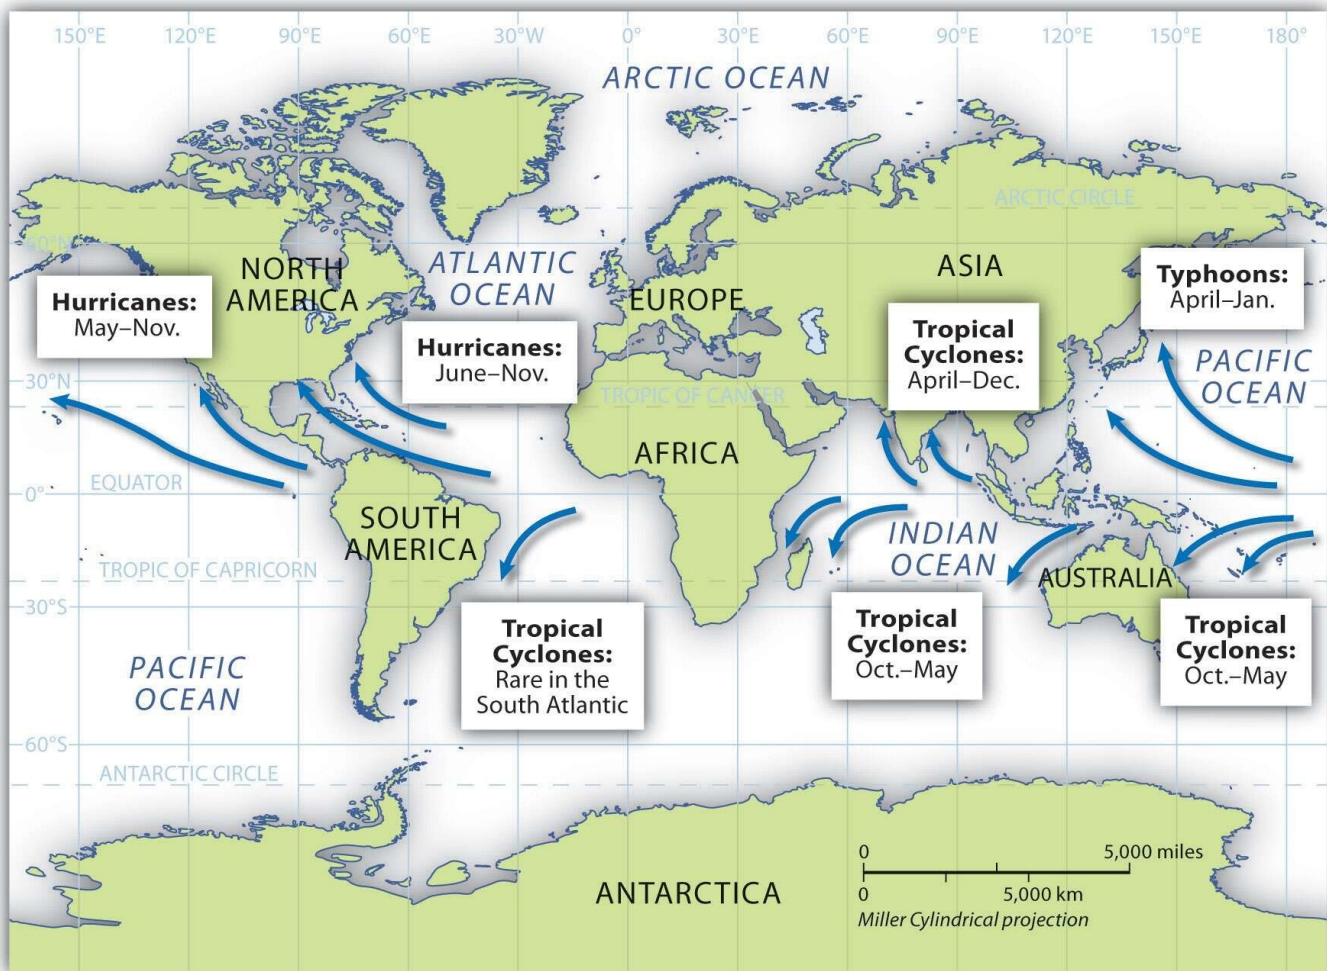 150°E 120°E 90°E 60°E 30°W 0° 30°E 60°E 90°E 120°E 150°E 180°
ARCTIC OCEAN
ARCTIC CIRCLE
60°N
NORTH
AMERICA
ATLANTIC
OCEAN
EUROPE
ASIA
Typhoons:
April–Jan.
Hurricanes:
May–Nov.
Hurricanes:
June–Nov.
Tropical
Cyclones:
April–Dec.
PACIFIC
OCEAN
30°N
TROPIC OF CANCER
AFRICA
EQUATOR
0°
SOUTH
AMERICA
INDIAN
OCEAN
TROPIC OF CAPRICORN
AUSTRALIA
30°S
Tropical
Cyclones:
Rare in the
South Atlantic
Tropical
Cyclones:
Oct.–May
Tropical
Cyclones:
Oct.–May
PACIFIC
OCEAN
60°S
ANTARCTIC CIRCLE
ANTARCTICA
0 5,000 miles
0 5,000 km
Miller Cylindrical projection